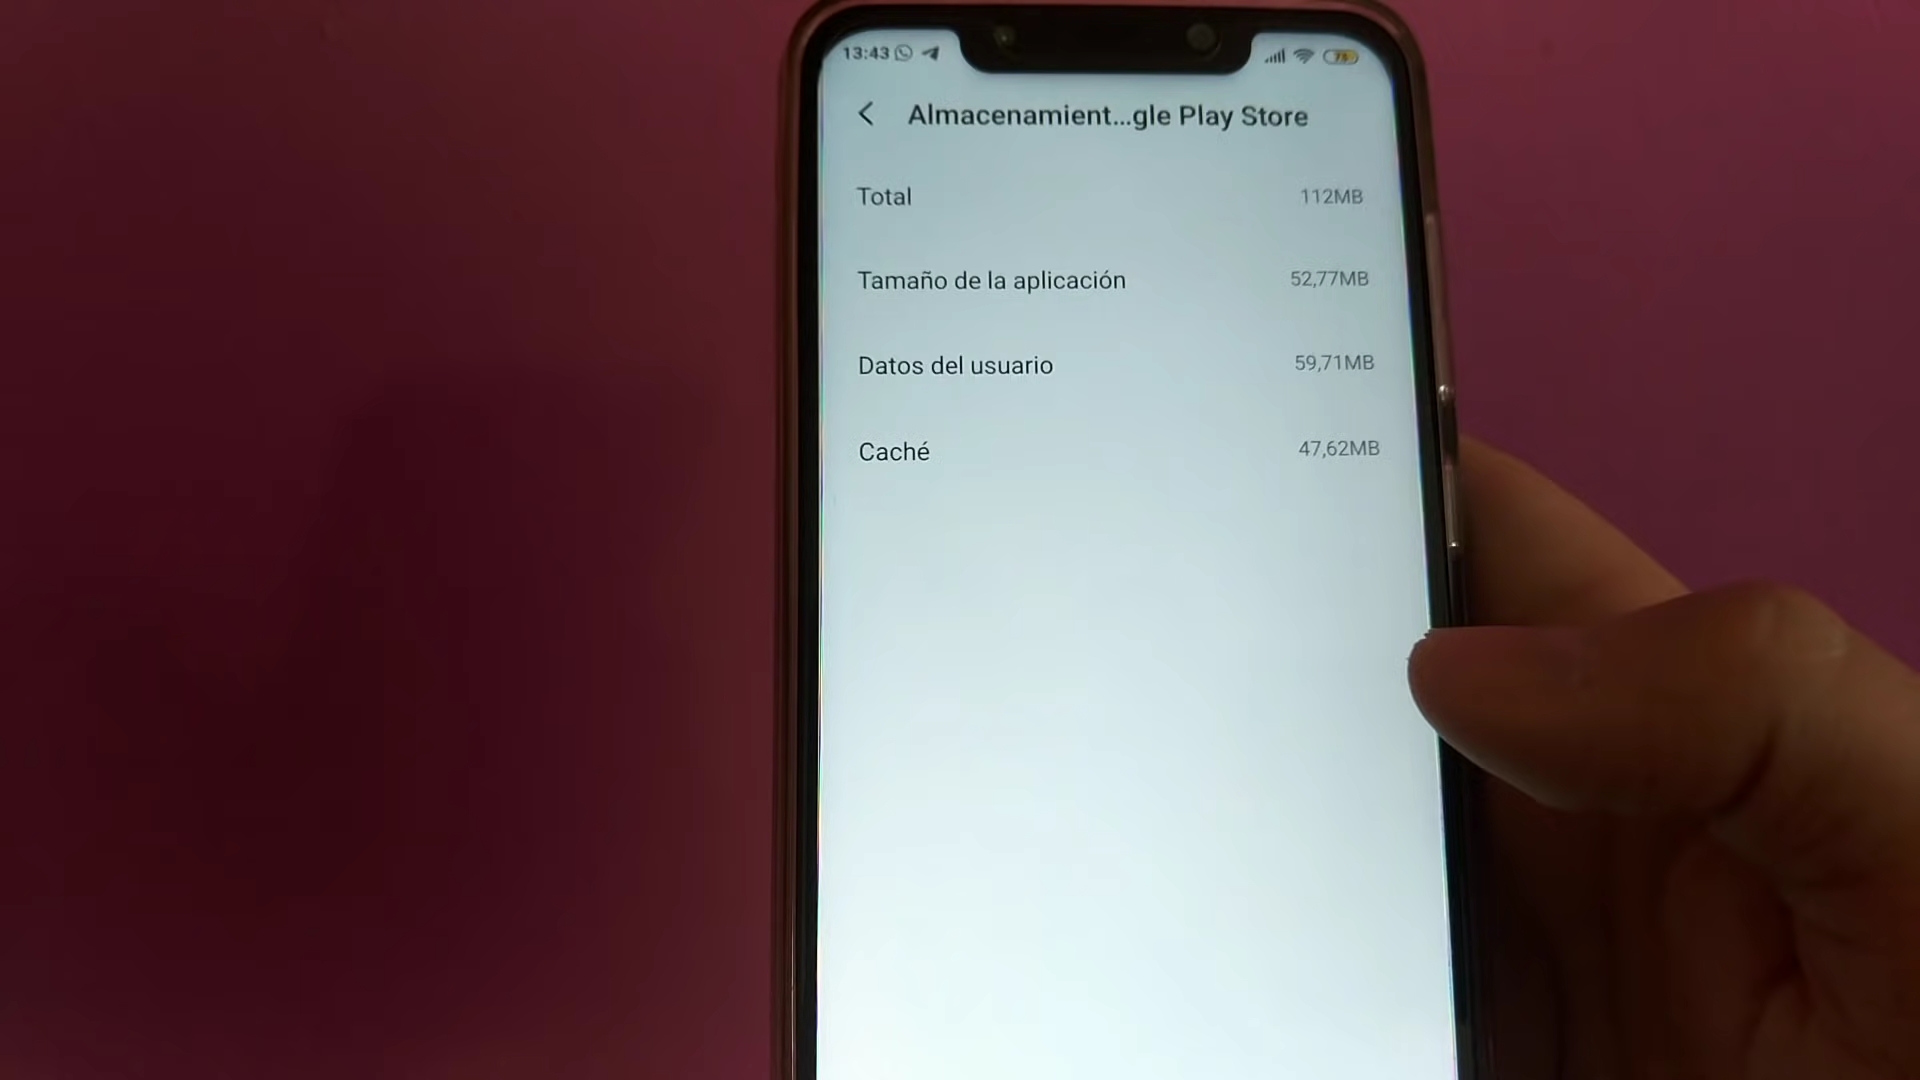 13:43
Almacenamient...gle Play Store
Total 112MB
Tamaño de la aplicación 52,77MB
Datos del usuario 59,71MB
Caché 47,62MB